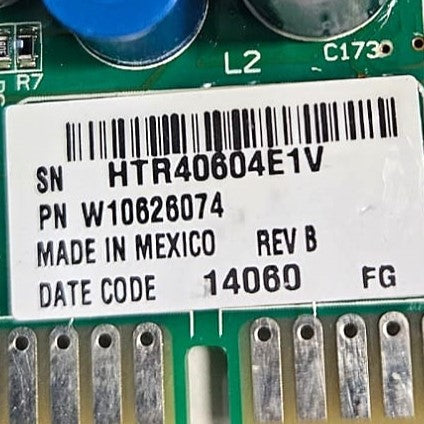 R7
L2
C173
SN HTR40604E1V
PN W10626074
MADE IN MEXICO REV B
DATE CODE 14060 FG